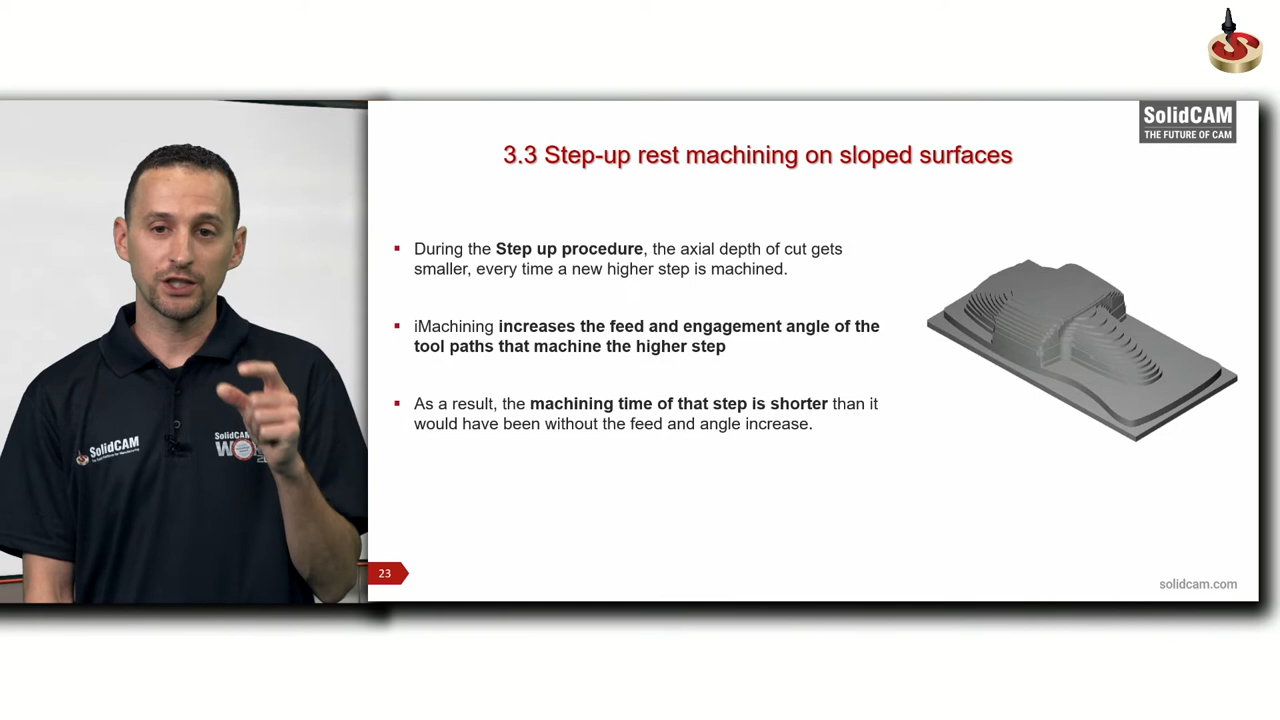 SolidCAM
THE FUTURE OF CAM
3.3 Step-up rest machining on sloped surfaces
▪ During the Step up procedure, the axial depth of cut gets
smaller, every time a new higher step is machined.
▪ iMachining increases the feed and engagement angle of the
tool paths that machine the higher step
▪ As a result, the machining time of that step is shorter than it
would have been without the feed and angle increase.
SolidCAM
SolidCAM
23
solidcam.com